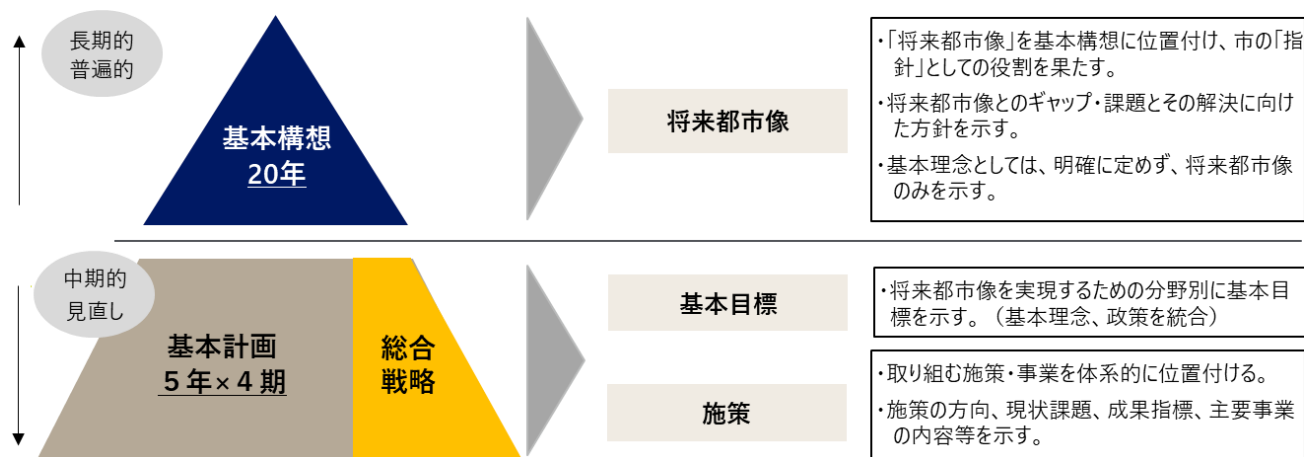 長期的
普遍的
基本構想
20年
将来都市像
・「将来都市像」を基本構想に位置付け、市の「指
針」としての役割を果たす。
・将来都市像とのギャップ・課題とその解決に向け
た方針を示す。
・基本理念としては、明確に定めず、将来都市像
のみを示す。
中期的
見直し
基本計画
５年×４期
総合
戦略
基本目標
・将来都市像を実現するための分野別に基本目
標を示す。（基本理念、政策を統合）
施策
・取り組む施策・事業を体系的に位置付ける。
・施策の方向、現状課題、成果指標、主要事業
の内容等を示す。